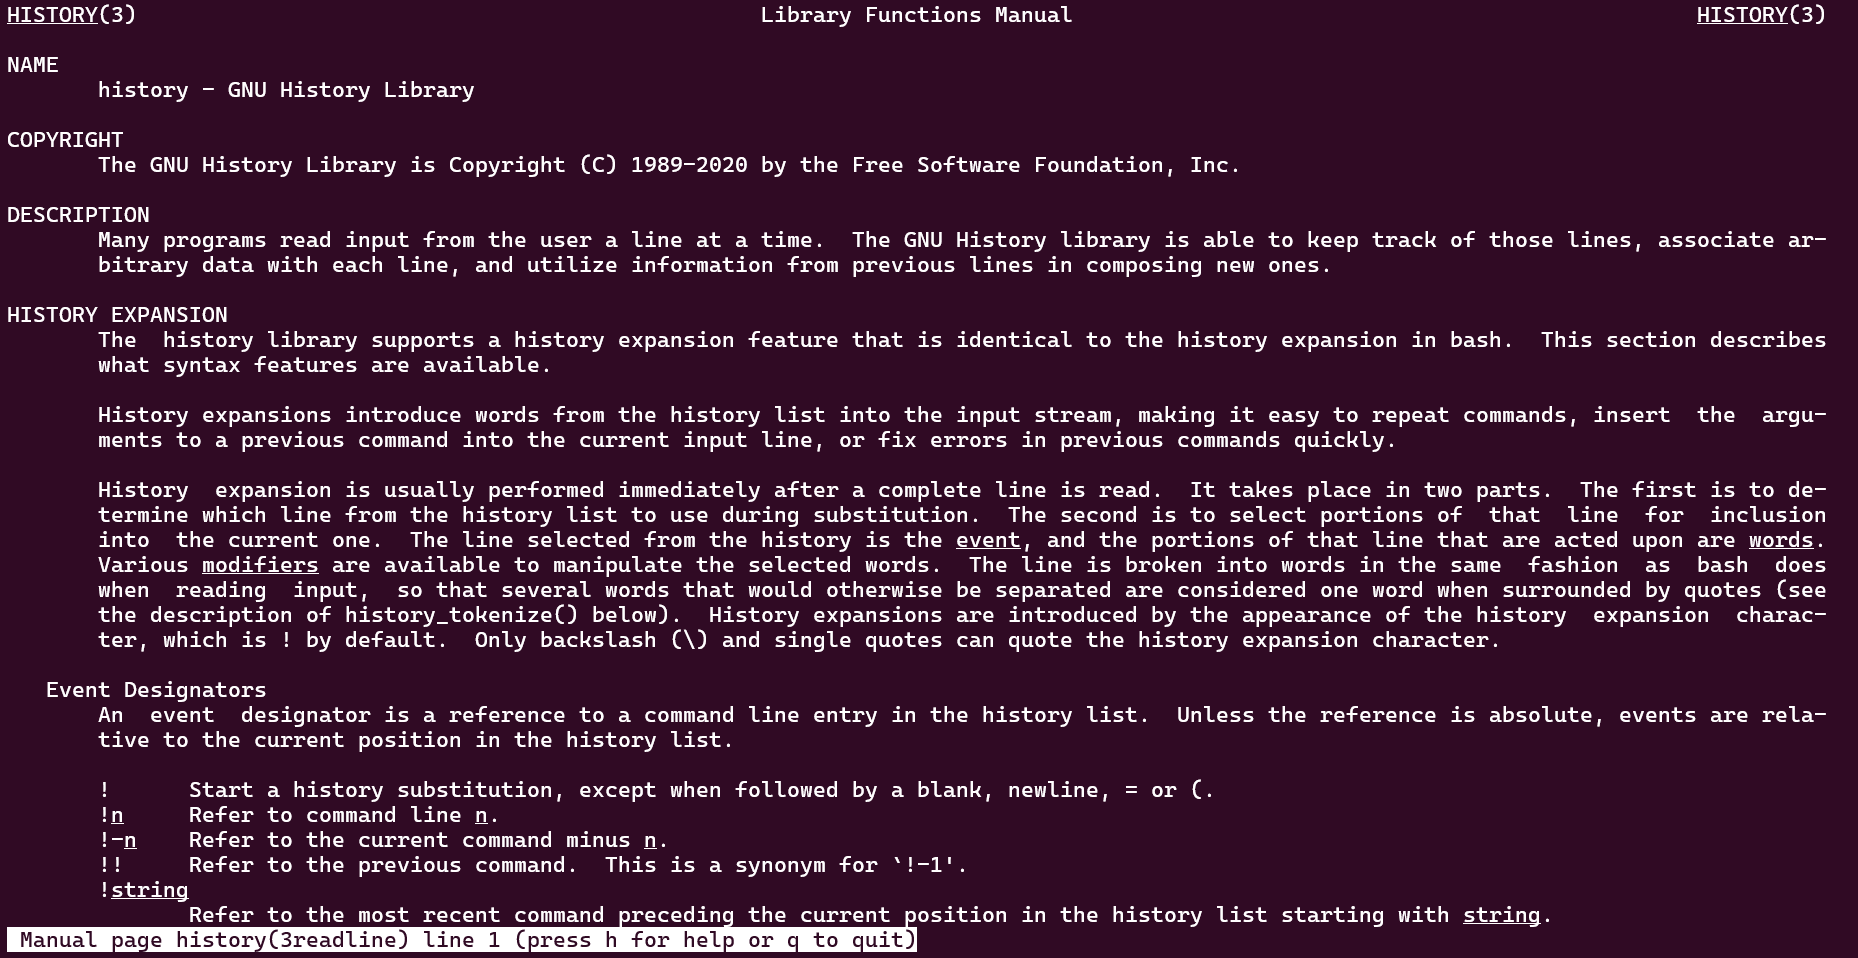 HISTORY(3) Library Functions Manual HISTORY(3)
NAME
history - GNU History Library
COPYRIGHT
The GNU History Library is Copyright (C) 1989-2020 by the Free Software Foundation, Inc.
DESCRIPTION
Many programs read input from the user a line at a time.  The GNU History library is able to keep track of those lines, associate ar-
bitrary data with each line, and utilize information from previous lines in composing new ones.
HISTORY EXPANSION
The  history library supports a history expansion feature that is identical to the history expansion in bash.  This section describes
what syntax features are available.
History expansions introduce words from the history list into the input stream, making it easy to repeat commands, insert  the  argu-
ments to a previous command into the current input line, or fix errors in previous commands quickly.
History  expansion is usually performed immediately after a complete line is read.  It takes place in two parts.  The first is to de-
termine which line from the history list to use during substitution.  The second is to select portions of  that  line  for  inclusion
into  the current one.  The line selected from the history is the event, and the portions of that line that are acted upon are words.
Various modifiers are available to manipulate the selected words.  The line is broken into words in the same  fashion  as  bash  does
when  reading  input,  so that several words that would otherwise be separated are considered one word when surrounded by quotes (see
the description of history_tokenize() below).  History expansions are introduced by the appearance of the history  expansion  charac-
ter, which is ! by default.  Only backslash (\) and single quotes can quote the history expansion character.
Event Designators
An  event  designator is a reference to a command line entry in the history list.  Unless the reference is absolute, events are rela-
tive to the current position in the history list.
! Start a history substitution, except when followed by a blank, newline, = or (.
!n Refer to command line n.
!-n Refer to the current command minus n.
!! Refer to the previous command.  This is a synonym for `!-1'.
!string
Refer to the most recent command preceding the current position in the history list starting with string.
Manual page history(3readline) line 1 (press h for help or q to quit)